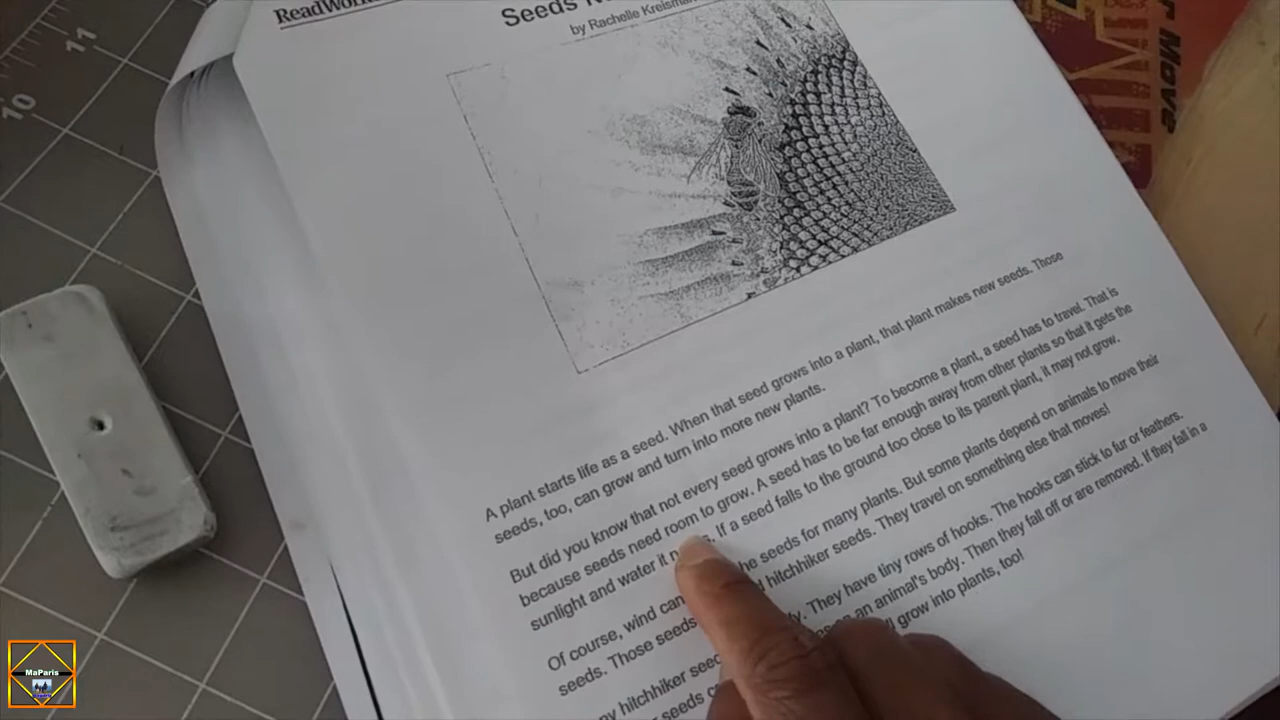 11
10
ReadWor
Seeds
by Rachelle Kreisman
r Move
A plant starts life as a seed. When that seed grows into a plant, that plant makes new seeds. Those
seeds, too, can grow and turn into more new plants.
But did you know that not every seed grows into a plant? To become a plant, a seed has to travel. That is
because seeds need room to grow. A seed has to be far enough away from other plants so that it gets the
sunlight and water it If a seed falls to the ground too close to its parent plant, it may not grow.
Of course, wind can he seeds for many plants. But some plants depend on animals to move their
seeds. Those seeds d hitchhiker seeds. They travel on something else that moves!
ny hitchhiker seed They have tiny rows of hooks. The hooks can stick to fur or feathers.
seeds on an animal's body. Then they fall off or are removed. If they fall in a
grow into plants, too!
MaParis